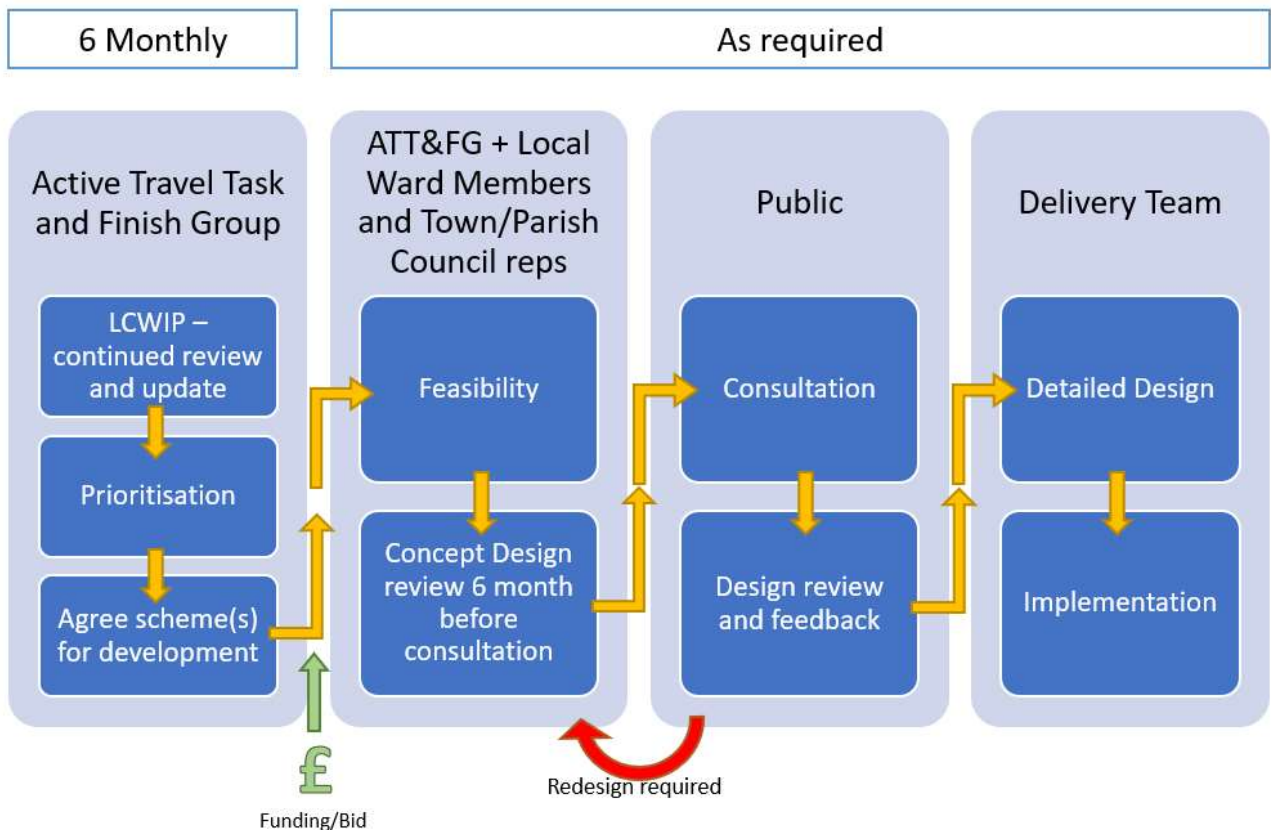 6 Monthly
As required
Active Travel Task
and Finish Group
LCWIP –
continued review
and update
Prioritisation
Agree scheme(s)
for development
£
Funding/Bid
ATT&FG + Local
Ward Members
and Town/Parish
Council reps
Feasibility
Concept Design
review 6 month
before
consultation
Redesign required
Public
Consultation
Design review
and feedback
Delivery Team
Detailed Design
Implementation